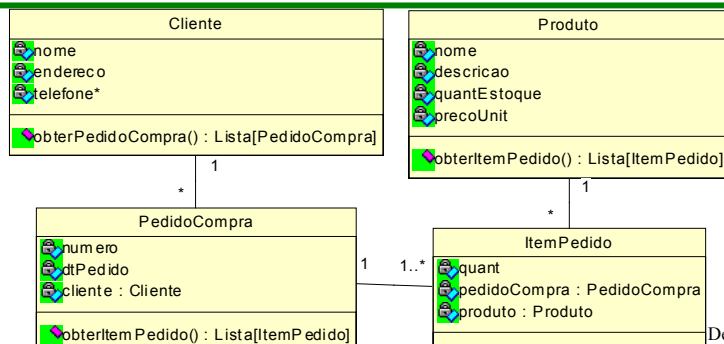 Cliente
nome
endereco
telefone*
obterPedidoCompra() : Lista[PedidoCompra]
Produto
nome
descricao
quantEstoque
precoUnit
obterItemPedido() : Lista[ItemPedido]
1
*
1
*
PedidoCompra
numero
dtPedido
cliente : Cliente
obterItemPedido() : Lista[ItemPedido]
1
1..*
ItemPedido
quant
pedidoCompra : PedidoCompra
produto : Produto